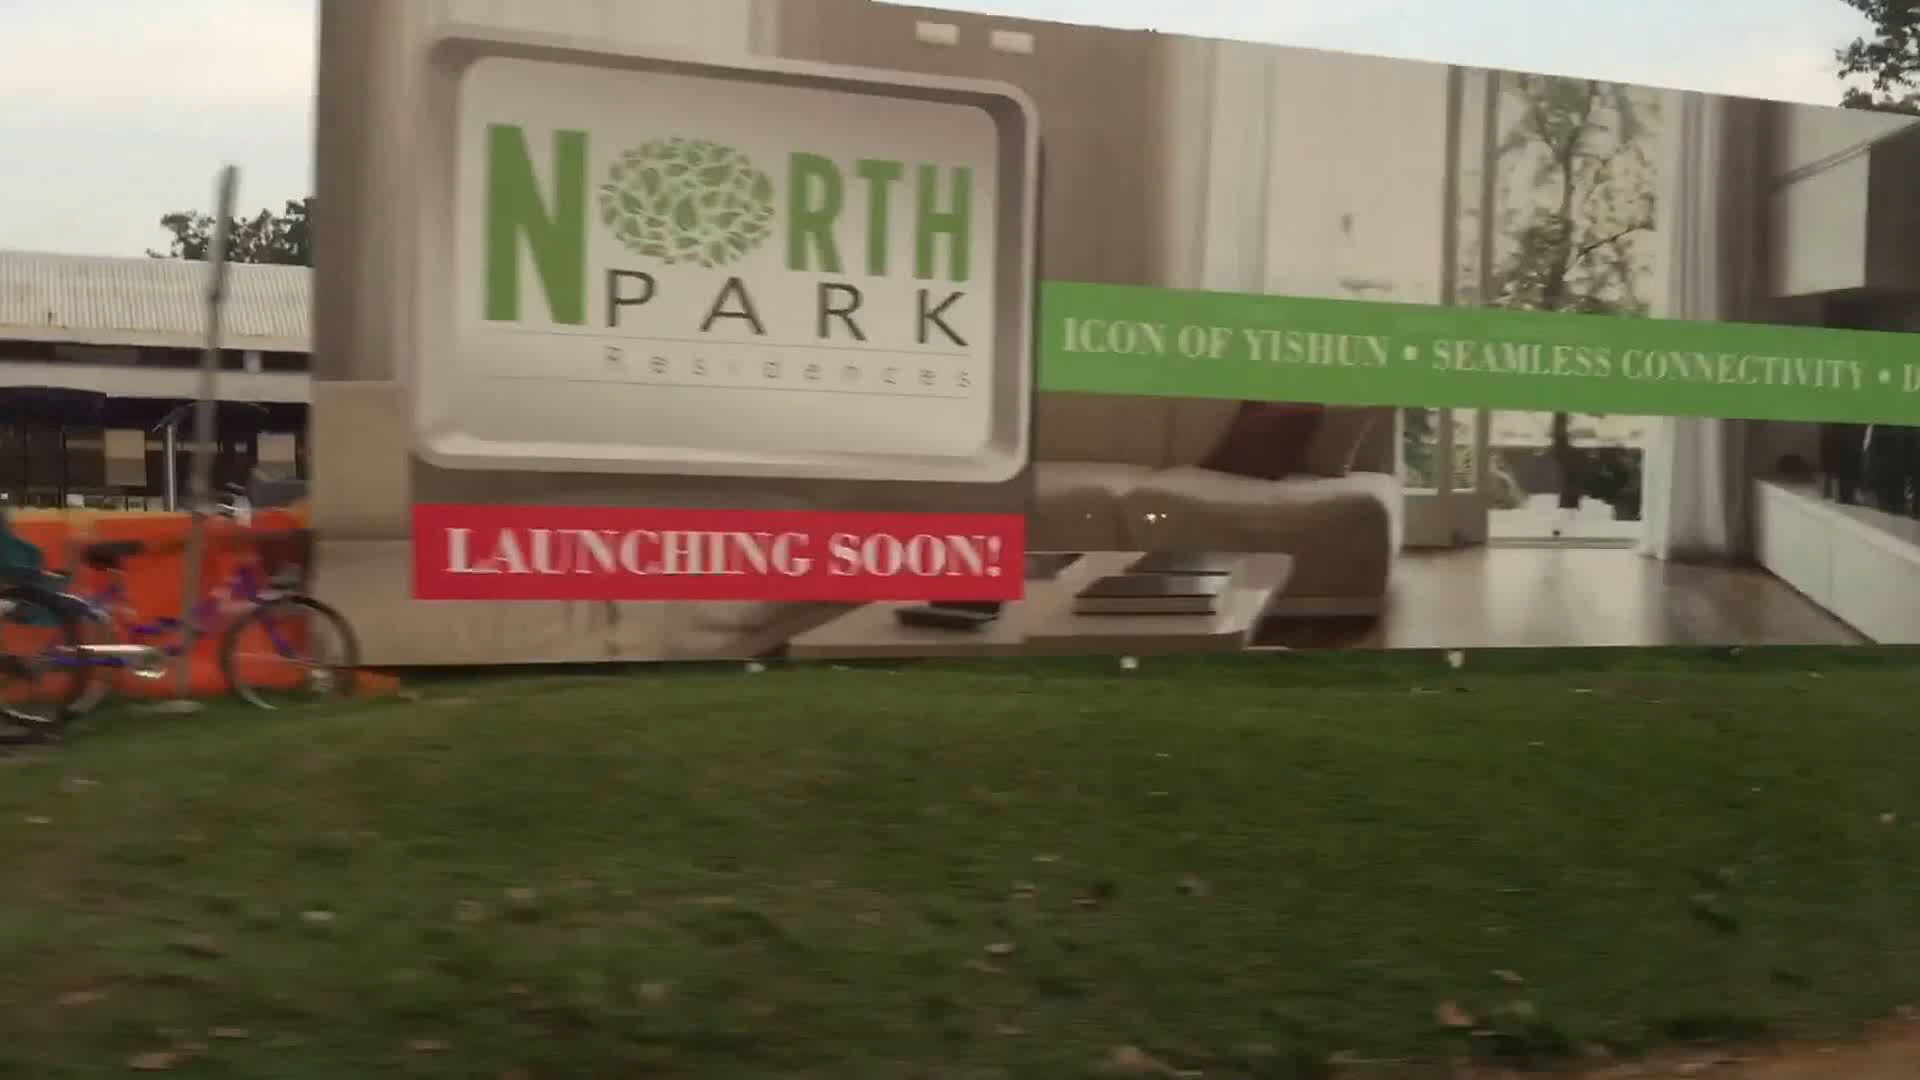 NORTH
PARK
Residences
LAUNCHING SOON!
ICON OF YISHUN • SEAMLESS CONNECTIVITY •